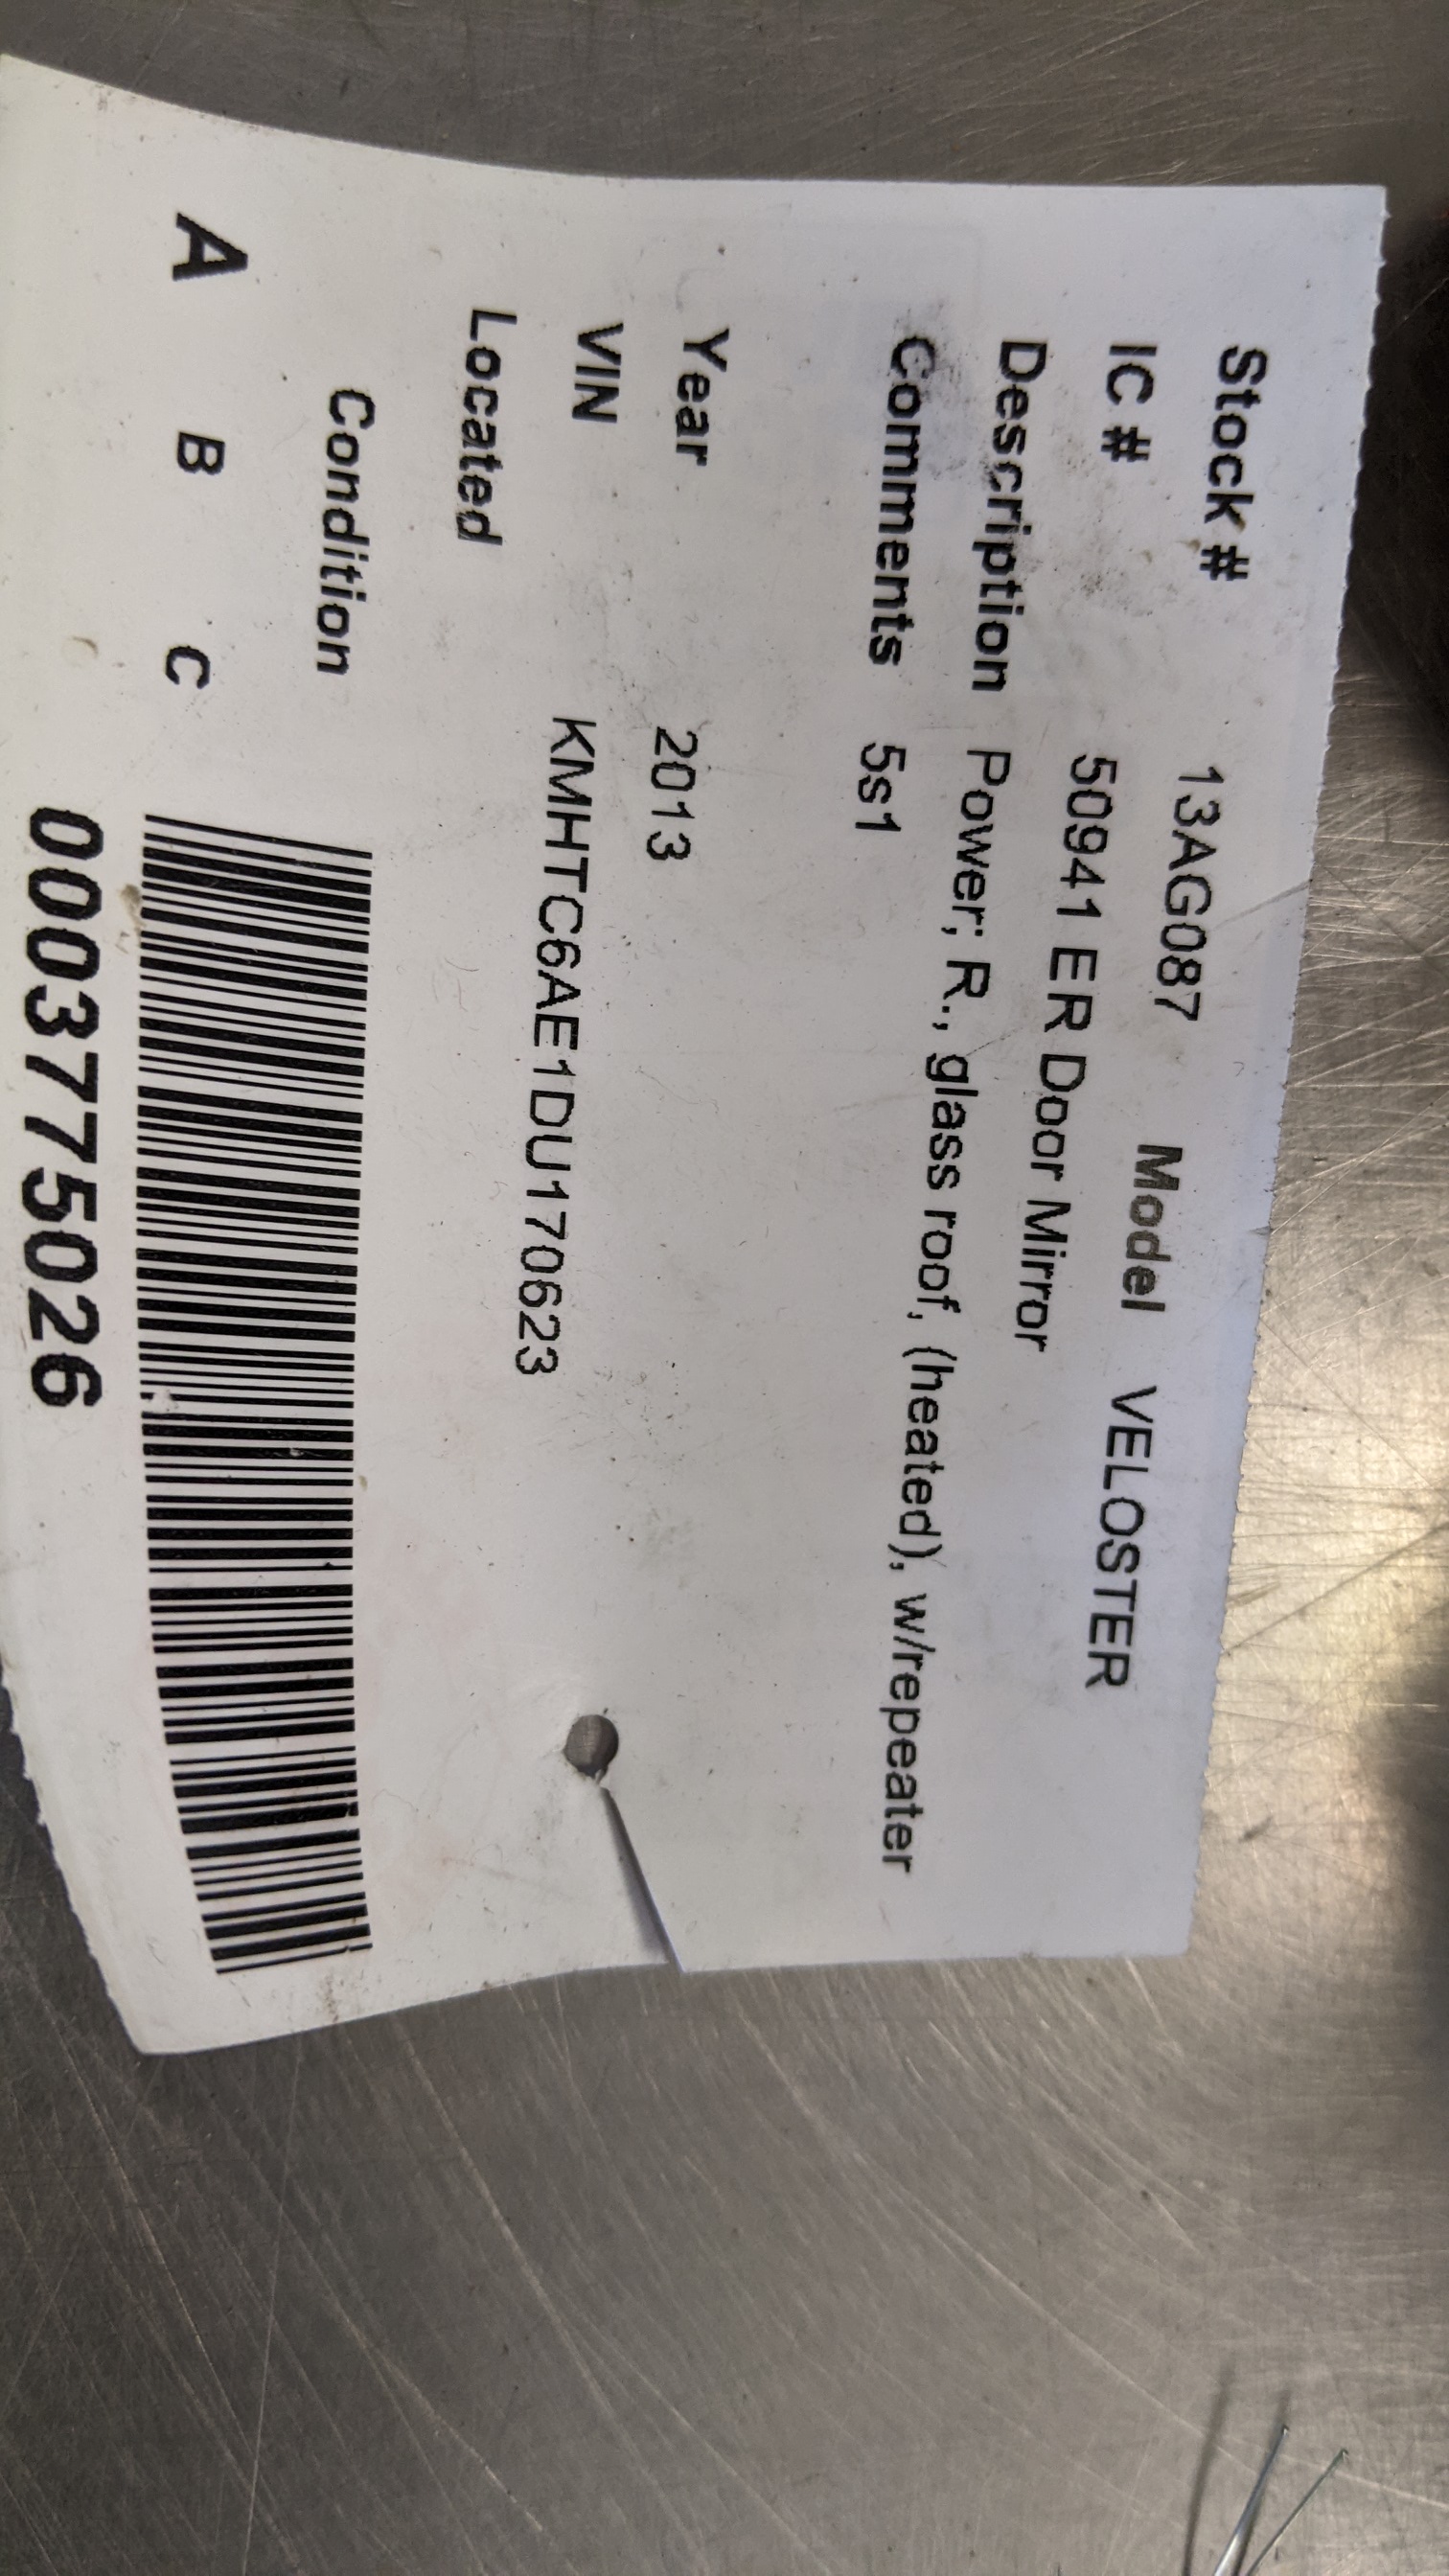 Stock # 13AG087 Model VELOSTER
IC # 50941 ER Door Mirror
Description Power; R., glass roof, (heated), w/repeater
Comments 5s1
Year 2013
VIN KMHTC6AE1DU170623
Located
Condition
A B C
0003775026